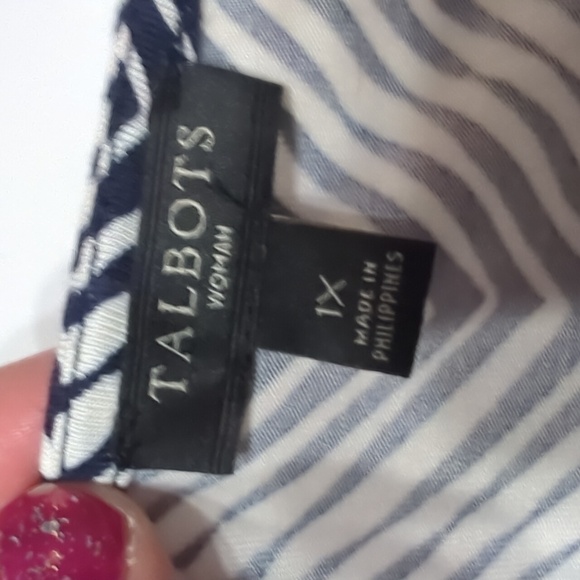 TALBOTS
WOMAN
1X
MADE IN
PHILIPPINES